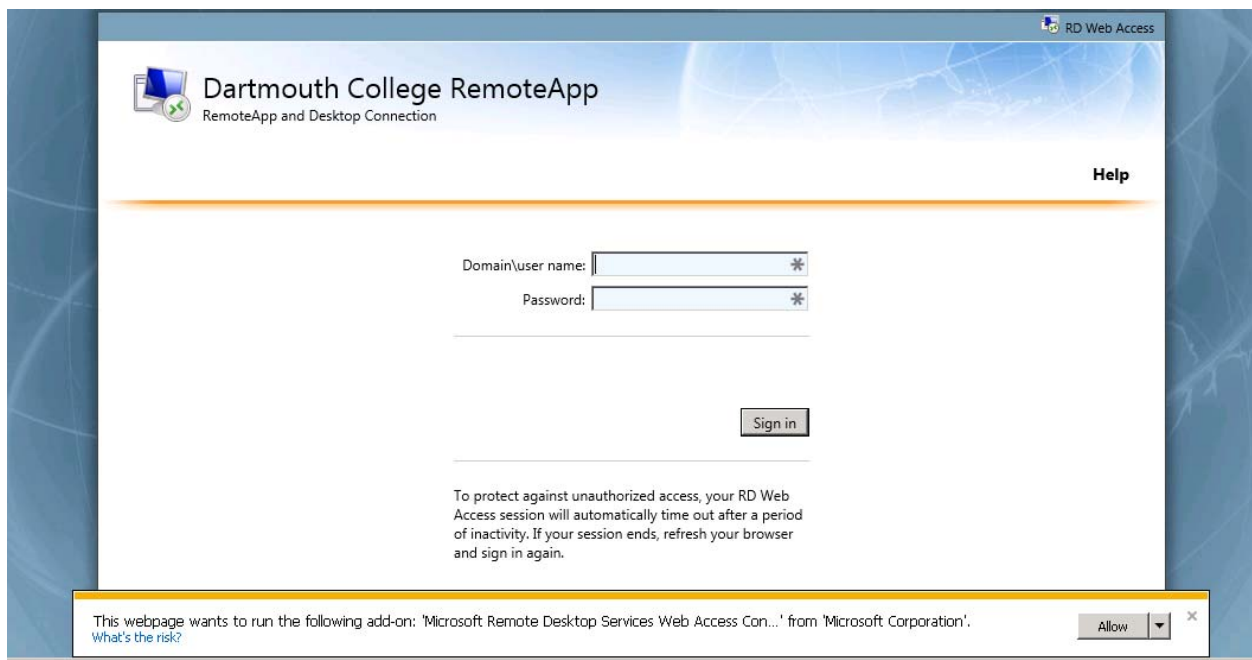 RD Web Access
Dartmouth College RemoteApp
RemoteApp and Desktop Connection
Help
Domain\user name:
Password:
Sign in
To protect against unauthorized access, your RD Web
Access session will automatically time out after a period
of inactivity. If your session ends, refresh your browser
and sign in again.
This webpage wants to run the following add-on: 'Microsoft Remote Desktop Services Web Access Con...' from 'Microsoft Corporation'.
What's the risk?
Allow